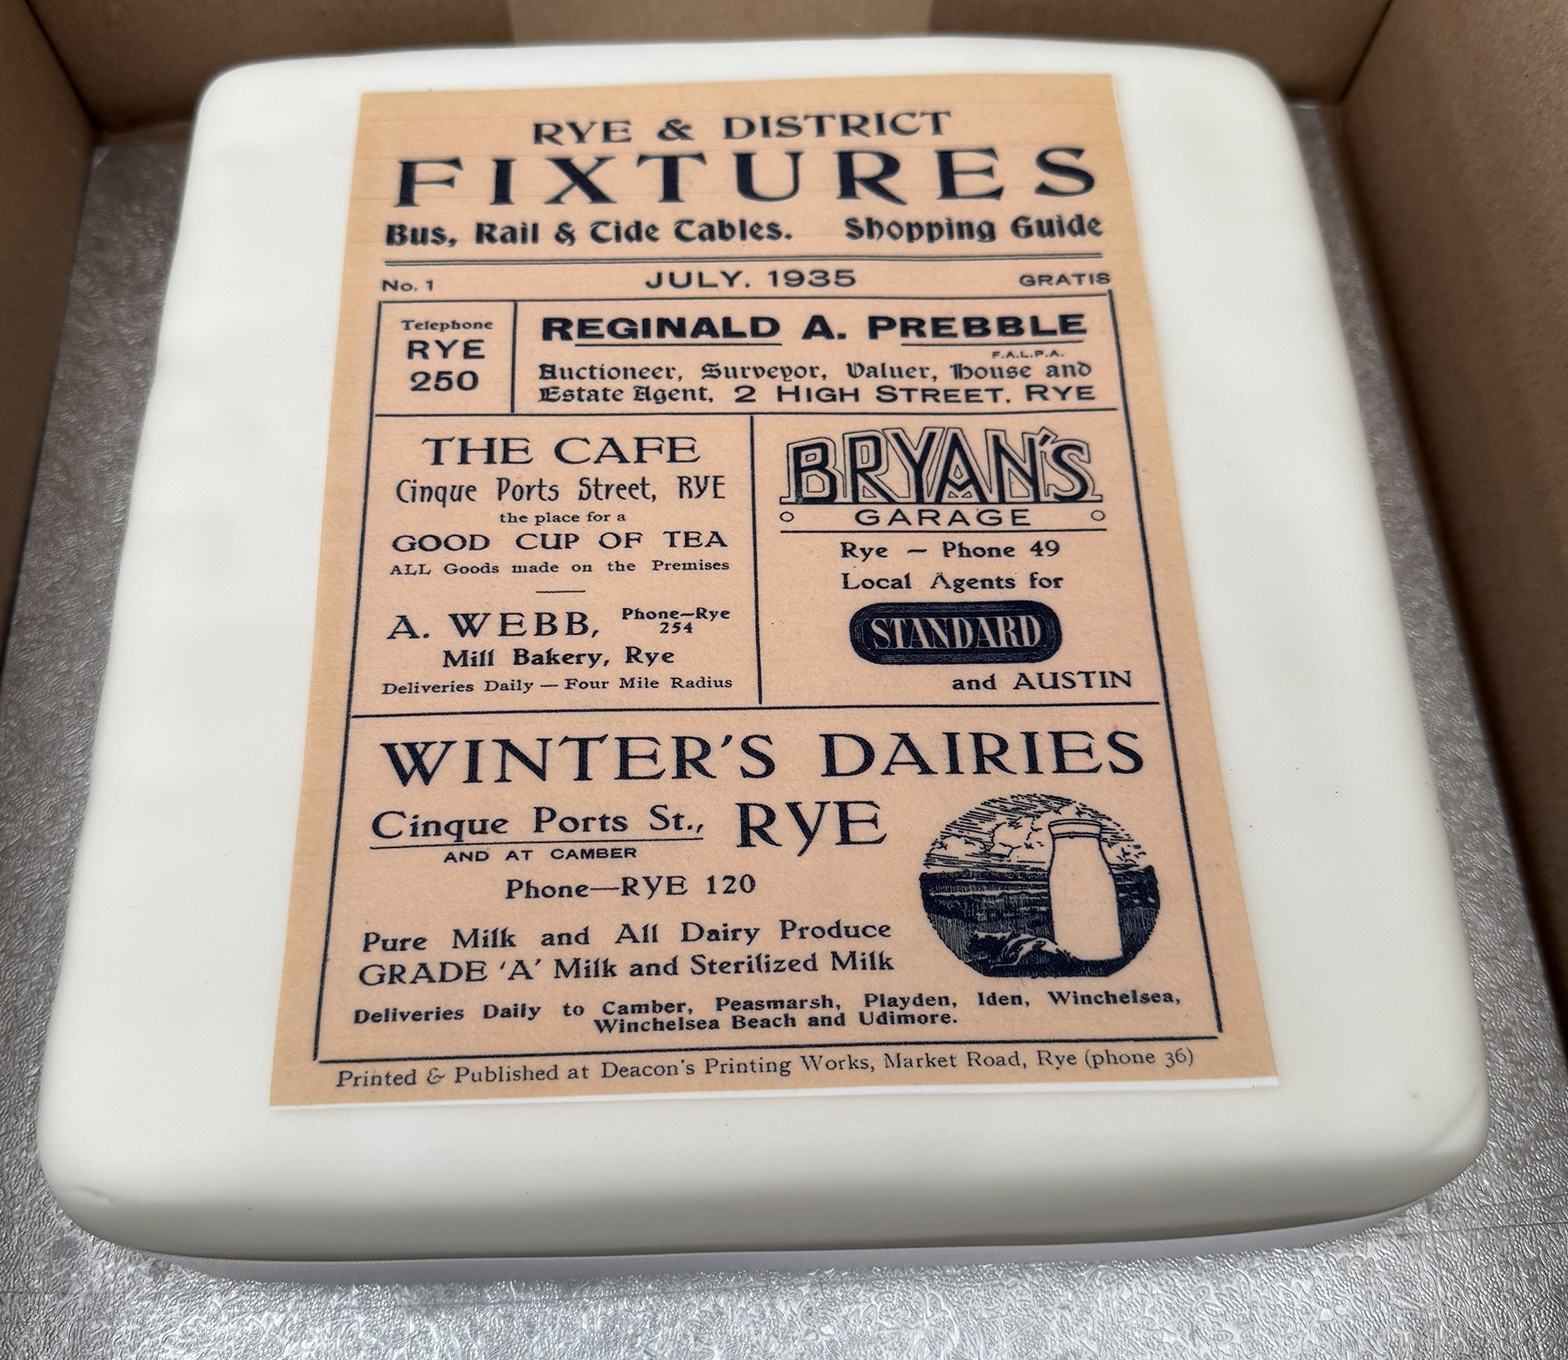 RYE & DISTRICT
FIXTURES
Bus, Rail & Tide Tables. Shopping Guide
No. 1 JULY. 1935 GRATIS
Telephone
RYE
250
REGINALD A. PREBBLE
F.A.L.P.A.
Auctioneer, Surveyor, Valuer, House and
Estate Agent, 2 HIGH STREET, RYE
THE CAFE
Cinque Ports Street, RYE
the place for a
GOOD CUP OF TEA
ALL Goods made on the Premises
A. WEBB, Phone—Rye
254
Mill Bakery, Rye
Deliveries Daily — Four Mile Radius
BRYAN'S
GARAGE
Rye — Phone 49
Local Agents for
STANDARD
and AUSTIN
WINTER'S DAIRIES
Cinque Ports St., RYE
AND AT CAMBER
Phone—RYE 120
Pure Milk and All Dairy Produce
GRADE 'A' Milk and Sterilized Milk
Deliveries Daily to Camber, Peasmarsh, Playden, Iden, Winchelsea,
Winchelsea Beach and Udimore.
Printed & Published at Deacon's Printing Works, Market Road, Rye (phone 36)